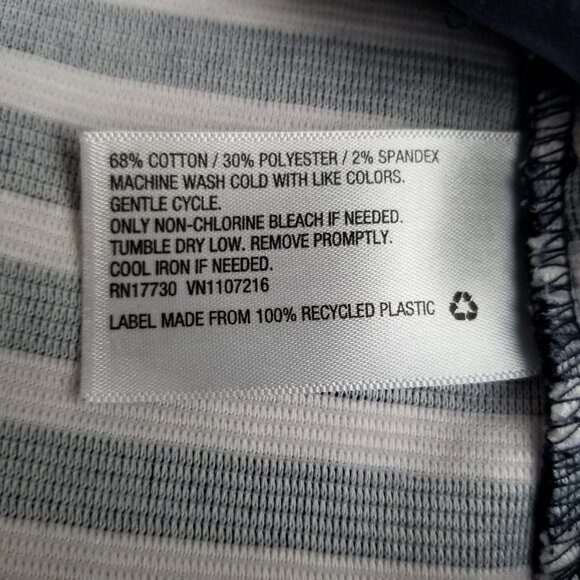 68% COTTON / 30% POLYESTER / 2% SPANDEX
MACHINE WASH COLD WITH LIKE COLORS.
GENTLE CYCLE.
ONLY NON-CHLORINE BLEACH IF NEEDED.
TUMBLE DRY LOW. REMOVE PROMPTLY.
COOL IRON IF NEEDED.
RN17730 VN1107216
LABEL MADE FROM 100% RECYCLED PLASTIC